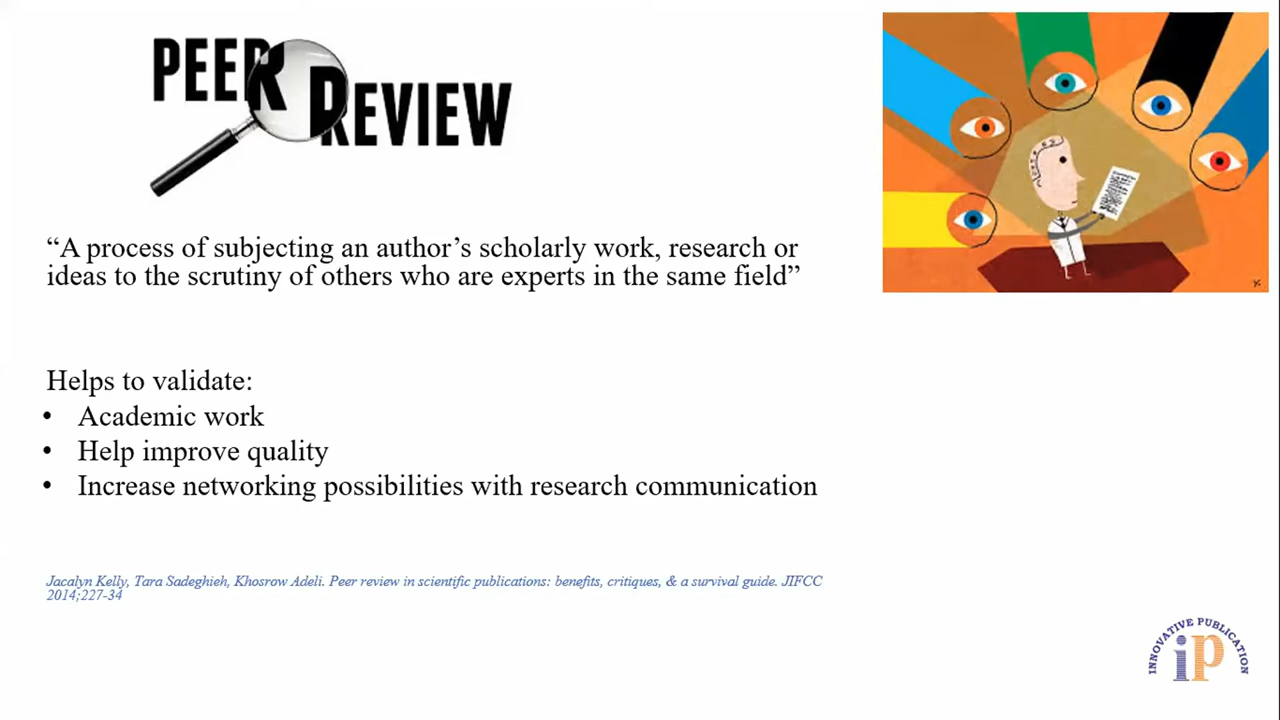 PEER REVIEW
“A process of subjecting an author’s scholarly work, research or
ideas to the scrutiny of others who are experts in the same field”
Helps to validate:
• Academic work
• Help improve quality
• Increase networking possibilities with research communication
Jacalyn Kelly, Tara Sadeghieh, Khosrow Adeli. Peer review in scientific publications: benefits, critiques, & a survival guide. JIFCC
2014;227-34
INNOVATIVE PUBLICATION
iP